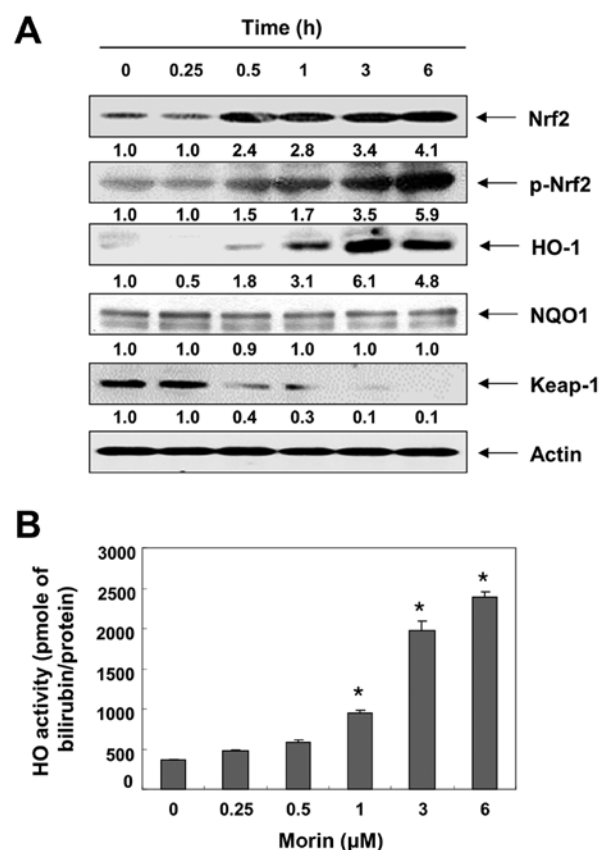 A
Time (h)
0 0.25 0.5 1 3 6
Nrf2
1.0 1.0 2.4 2.8 3.4 4.1
p-Nrf2
1.0 1.0 1.5 1.7 3.5 5.9
HO-1
1.0 0.5 1.8 3.1 6.1 4.8
NQO1
1.0 1.0 0.9 1.0 1.0 1.0
Keap-1
1.0 1.0 0.4 0.3 0.1 0.1
Actin
B
HO activity (pmole of
bilirubin/protein)
3000
2500
2000
1500
1000
500
0
* * *
0 0.25 0.5 1 3 6
Morin (µM)